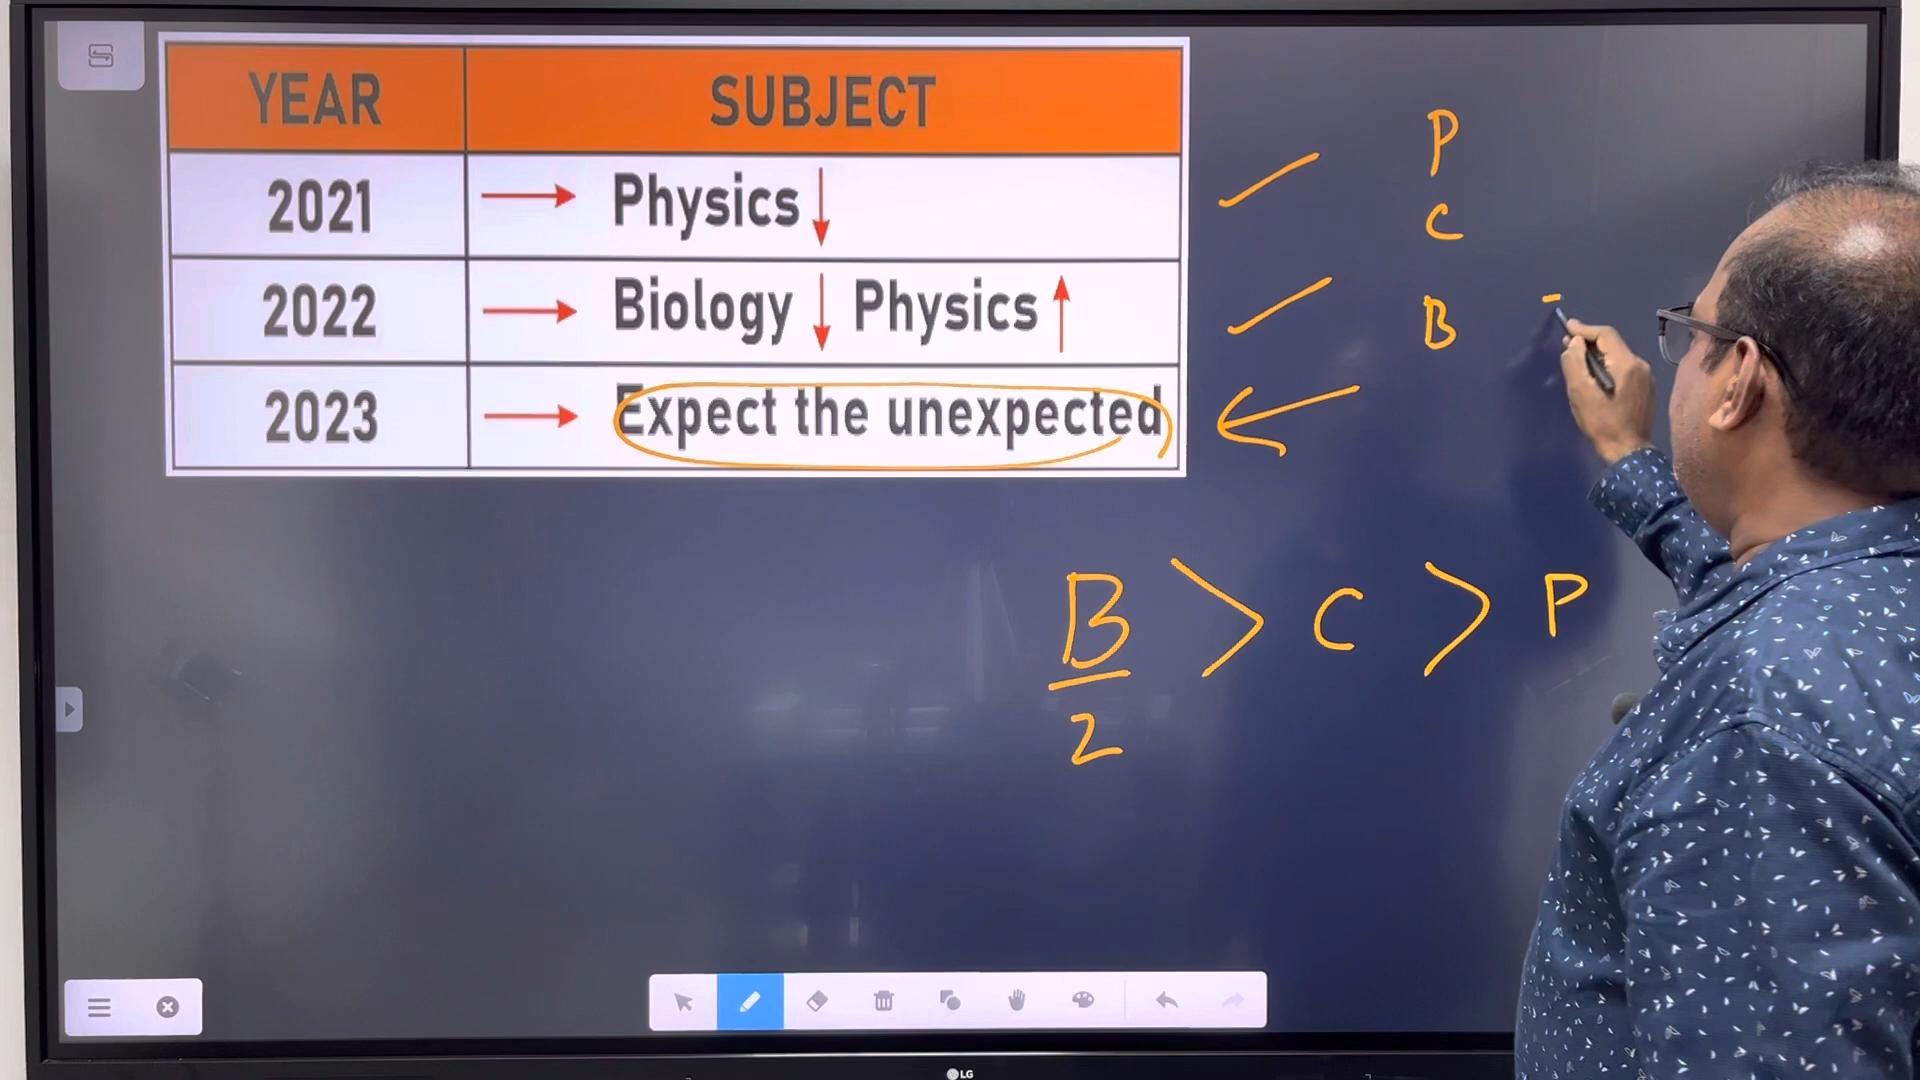 YEAR SUBJECT
2021 → Physics ↓
2022 → Biology ↓ Physics ↑
2023 → Expect the unexpected
P
C
B
B > C > P
2
LG